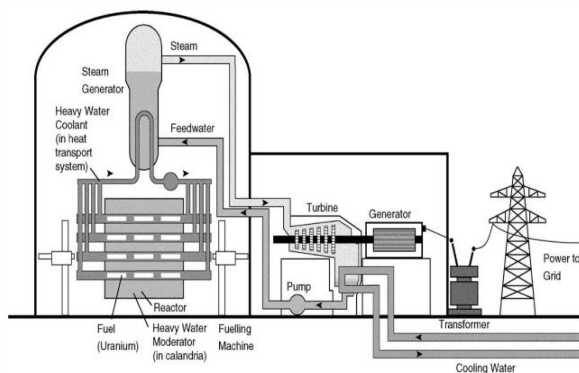 Steam
Steam
Generator
Heavy Water
Coolant
(in heat
transport
system)
Feedwater
Turbine
Generator
Power to
Grid
Pump
Reactor
Fuel
(Uranium)
Heavy Water
Moderator
(in calandria)
Fuelling
Machine
Transformer
Cooling Water